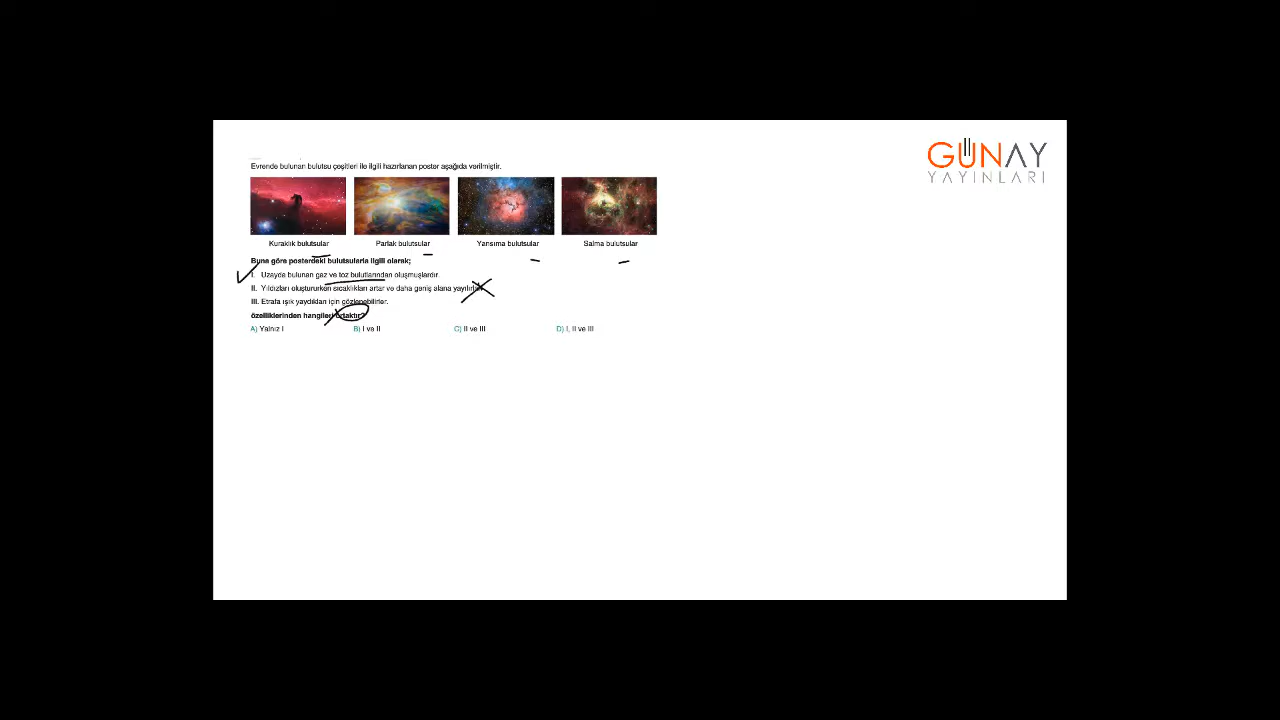 GÜNAY
YAYINLARI
Evrende bulunan bulutsu çeşitleri ile ilgili hazırlanan poster aşağıda verilmiştir.
Kuraklık bulutsular
Parlak bulutsular
Yansıma bulutsular
Salma bulutsular
Buna göre posterdeki bulutsularla ilgili olarak;
I. Uzayda bulunan gaz ve toz bulutlarından oluşmuşlardır.
II. Yıldızları oluştururken sıcaklıkları artar ve daha geniş alana yayılırlar.
III. Etrafa ışık yaydıkları için gözlenebilirler.
özelliklerinden hangileri ortaktır?
A) Yalnız I
B) I ve II
C) II ve III
D) I, II ve III